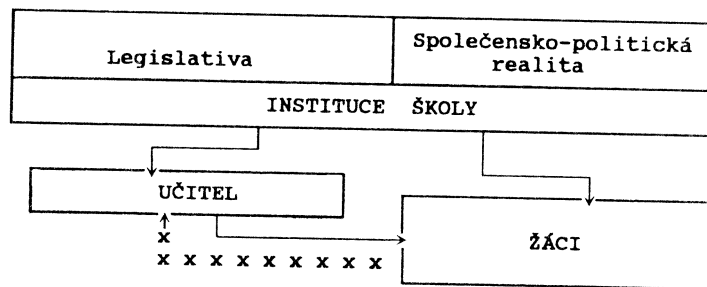 Legislativa
Společensko-politická
realita
INSTITUCE ŠKOLY
UČITEL
ŽÁCI
x
x x x x x x x x x